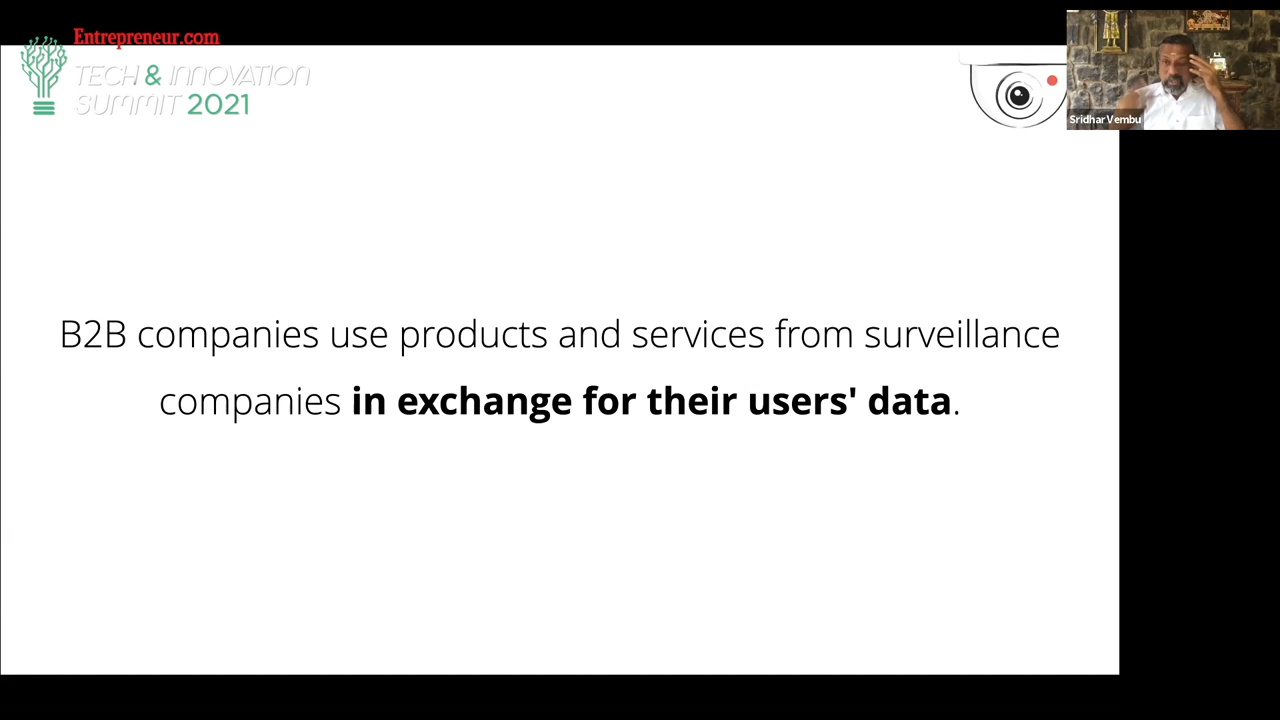 Entrepreneur.com
TECH & INNOVATION
SUMMIT 2021
Sridhar Vembu
B2B companies use products and services from surveillance
companies in exchange for their users' data.